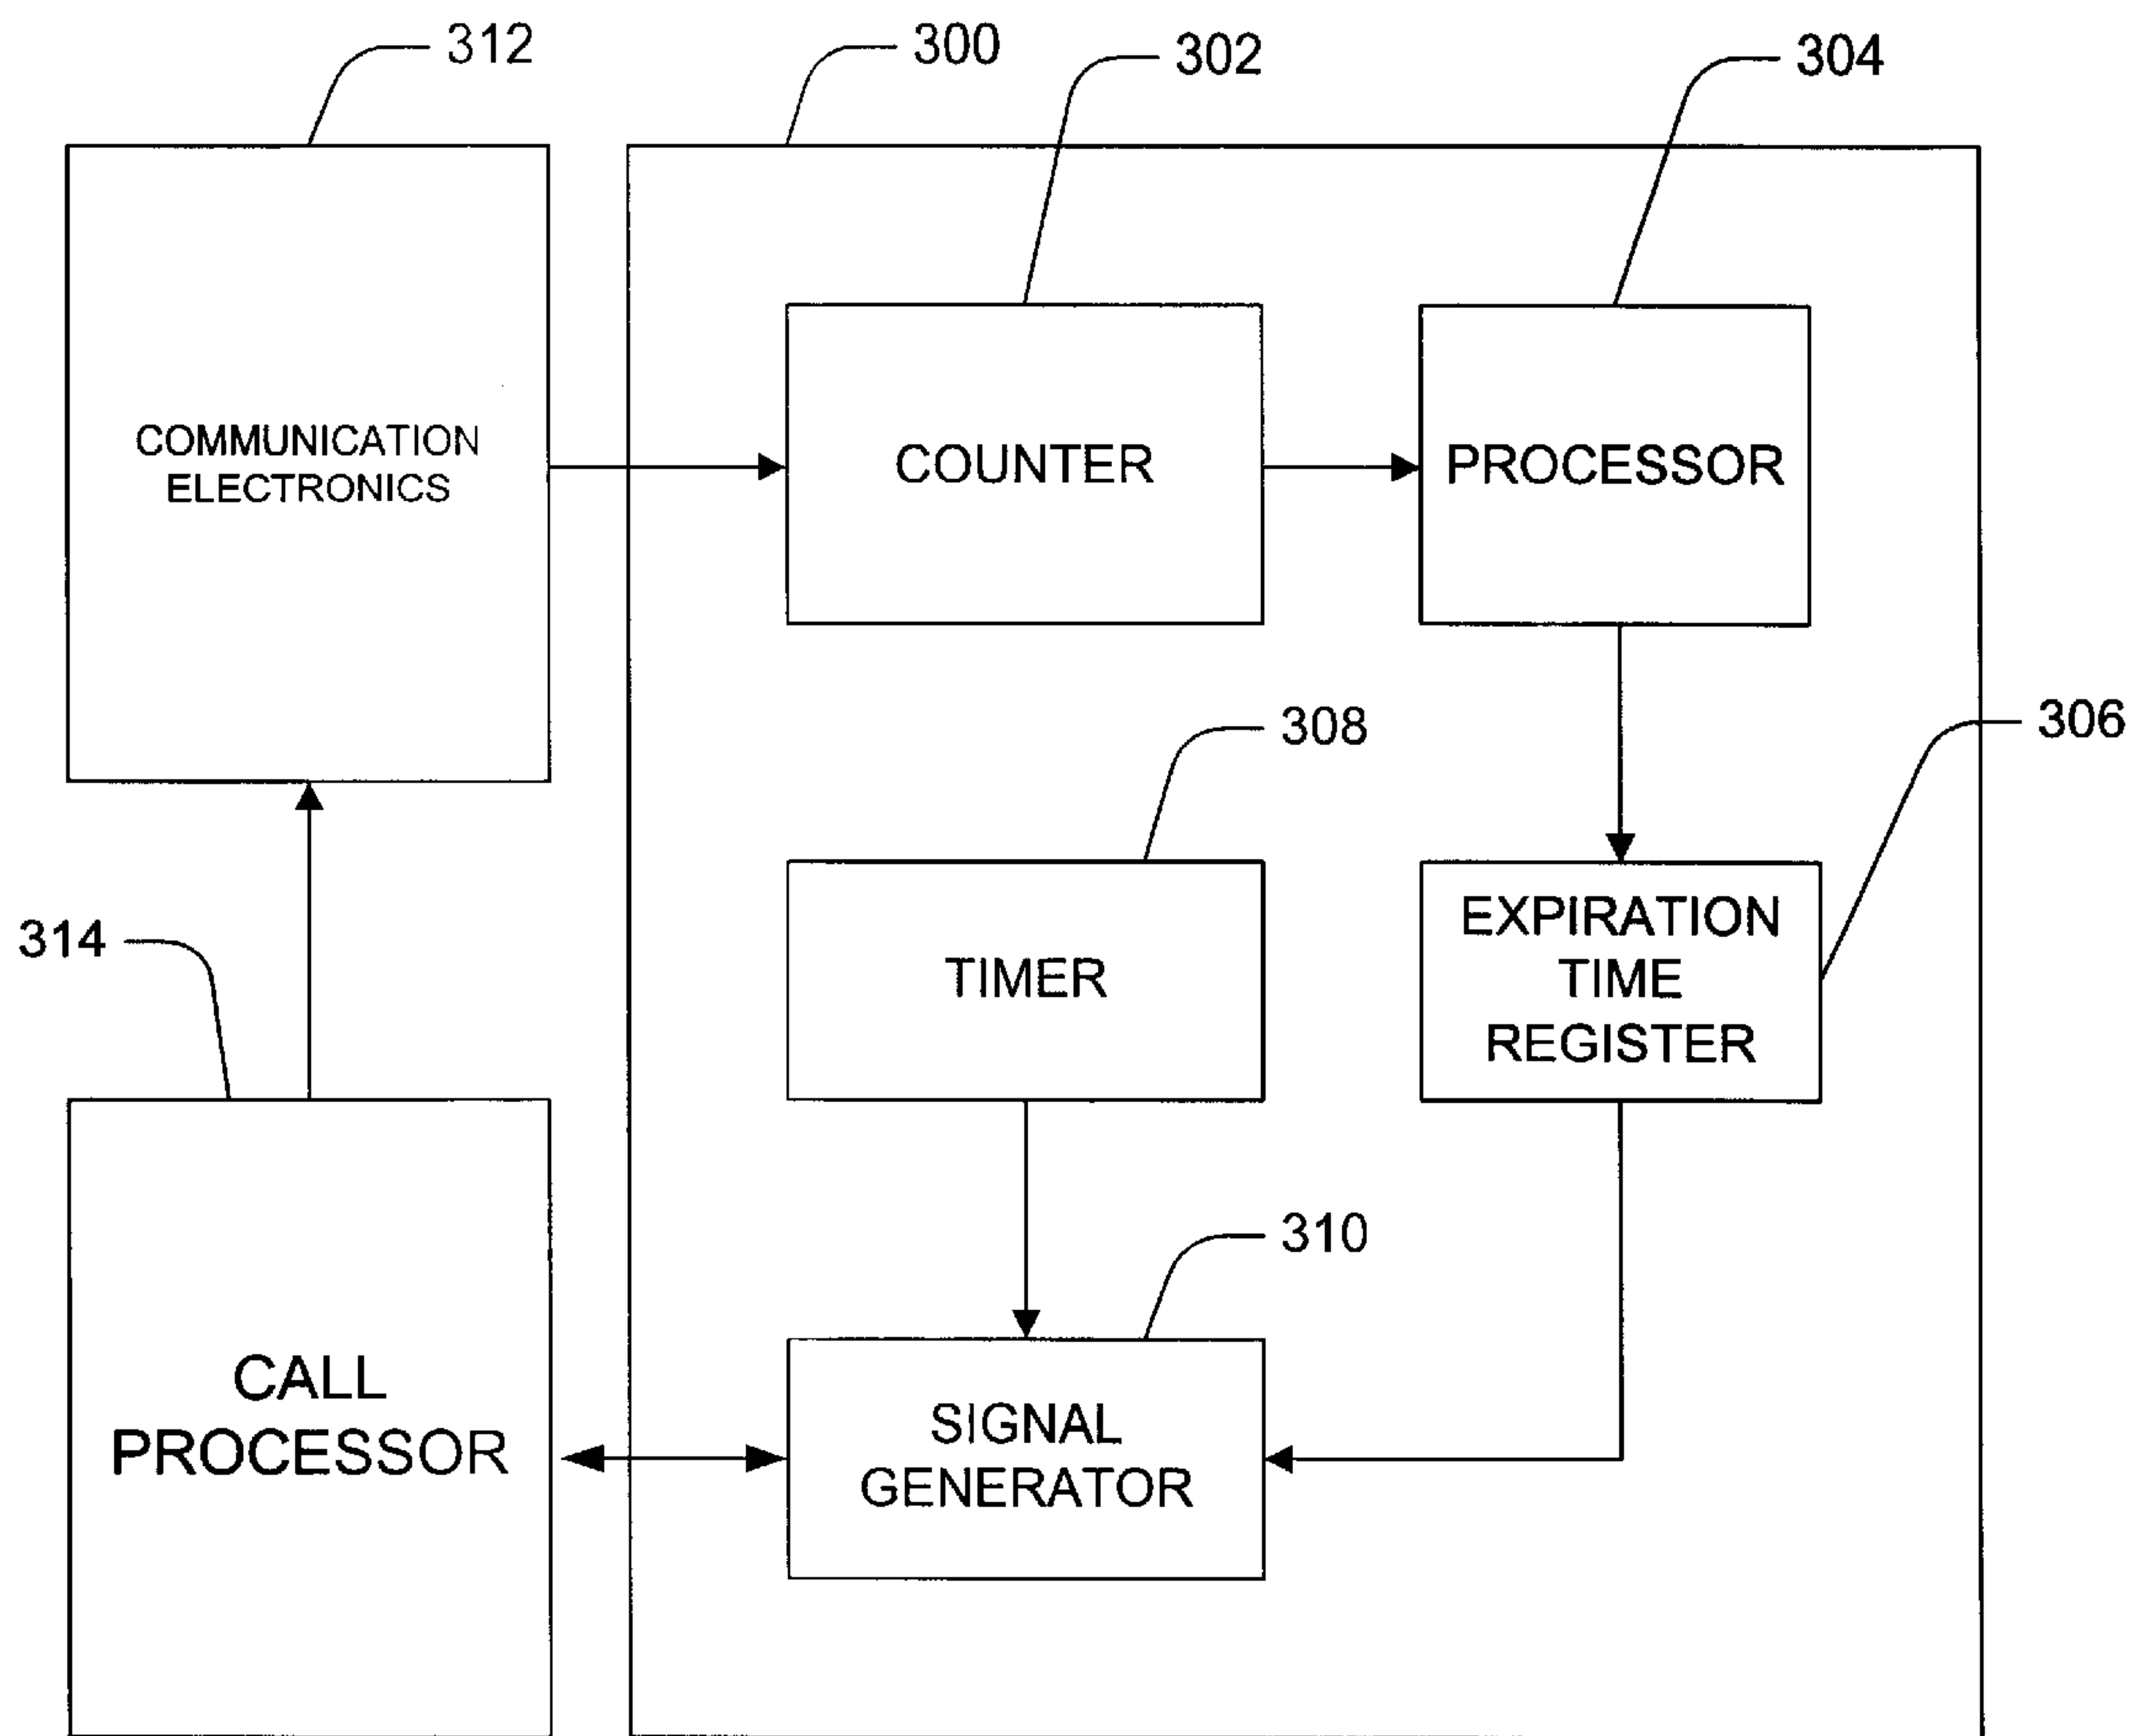 312
300
302
304
COMMUNICATION
ELECTRONICS
COUNTER
PROCESSOR
308
306
314
TIMER
EXPIRATION
TIME
REGISTER
310
CALL
PROCESSOR
SIGNAL
GENERATOR